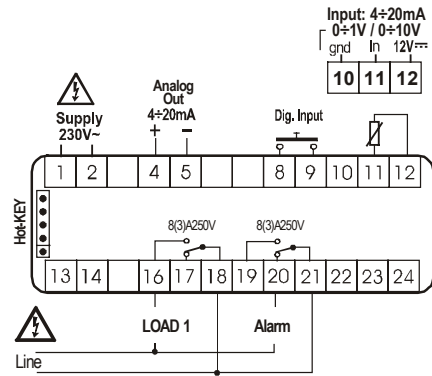 Input: 4÷20mA
0÷1V / 0÷10V
gnd In 12V
10 11 12
Supply
230V~
Analog
Out
4÷20mA
+ −
Dig. Input
1 2 4 5 8 9 10 11 12
Hot-KEY
8(3)A250V 8(3)A250V
13 14 16 17 18 19 20 21 22 23 24
LOAD 1 Alarm
Line